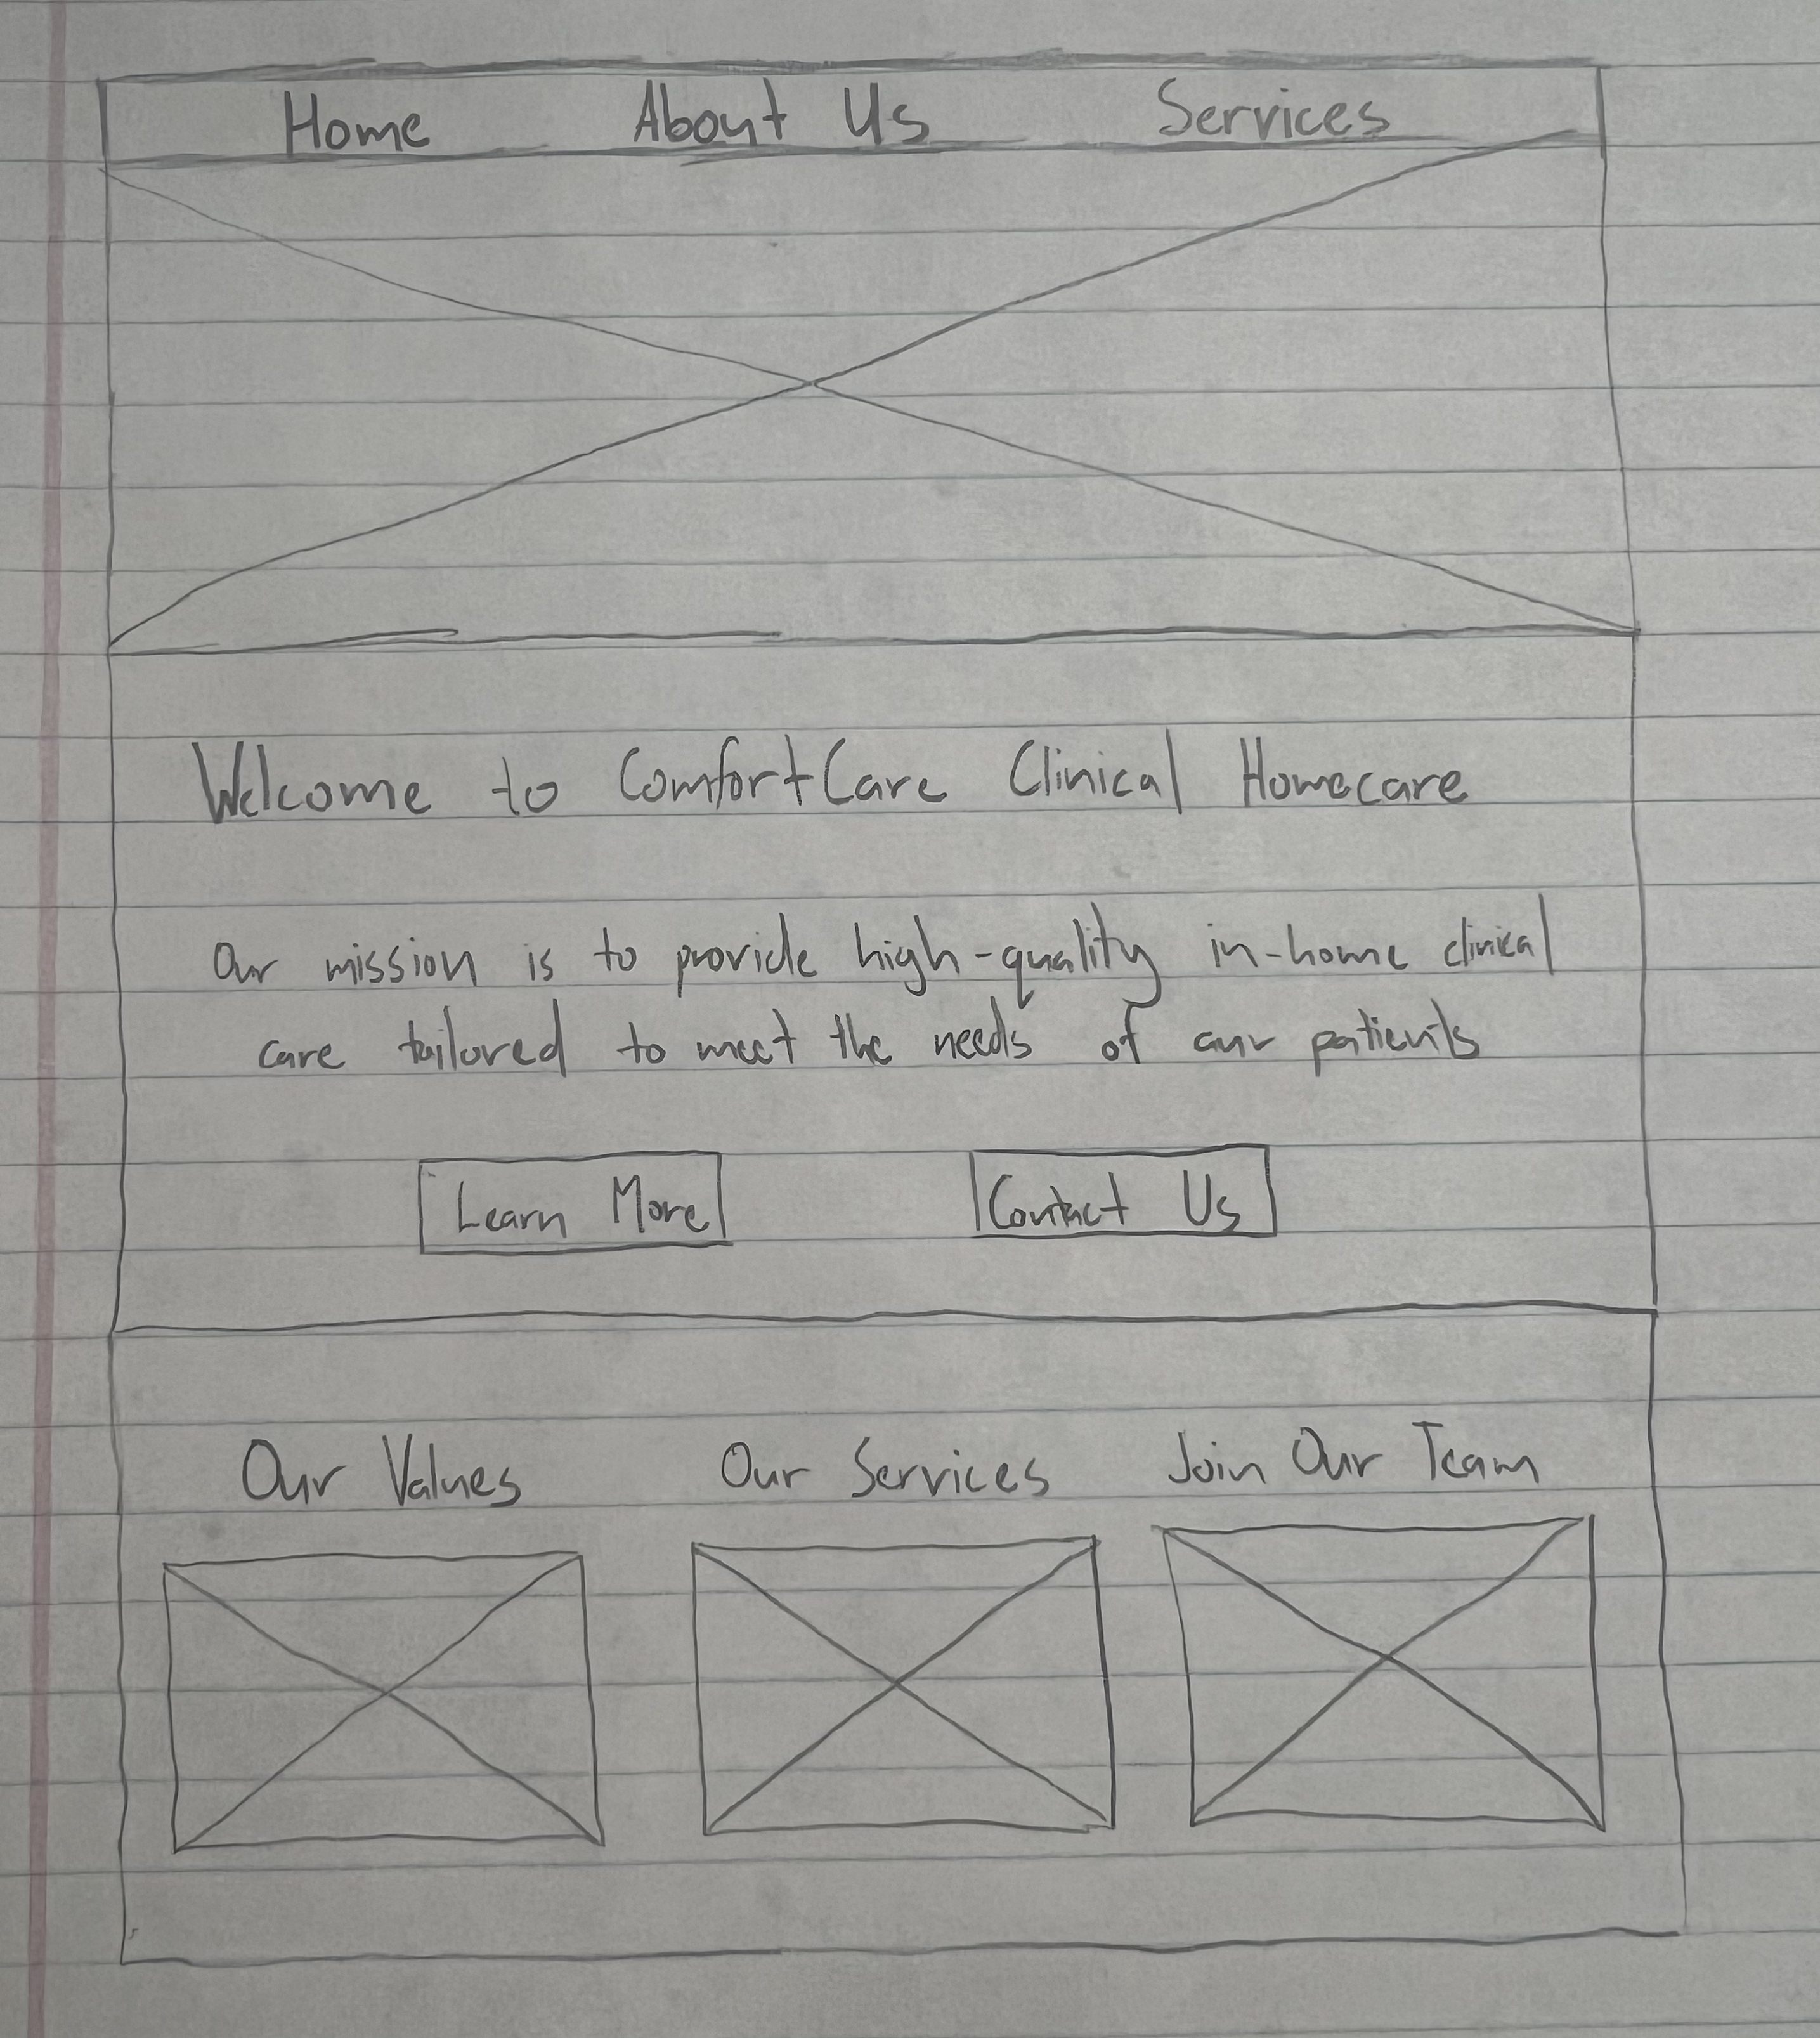 Home About Us Services
Welcome to ComfortCare Clinical Homecare
Our mission is to provide high-quality in-home clinical
care tailored to meet the needs of our patients
Learn More Contact Us
Our Values Our Services Join Our Team